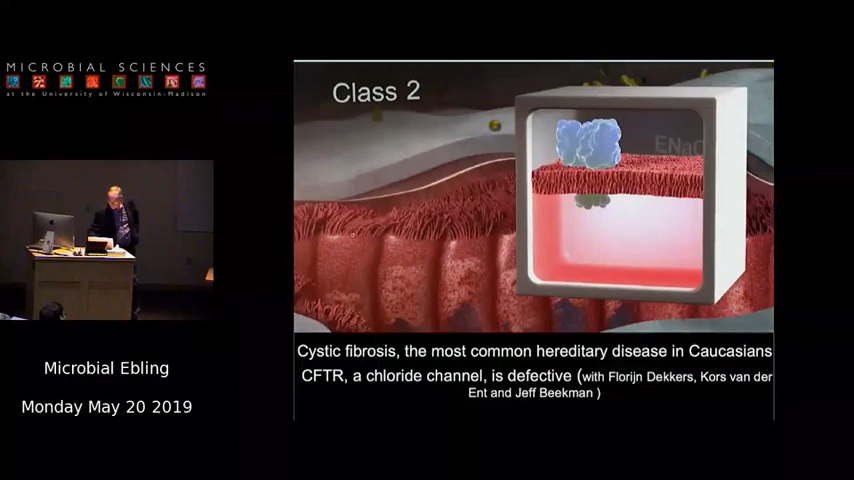 MICROBIAL SCIENCES
at the University of Wisconsin-Madison
Microbial Ebling
Monday May 20 2019
Class 2
ENaC
Cystic fibrosis, the most common hereditary disease in Caucasians
CFTR, a chloride channel, is defective (with Florijn Dekkers, Kors van der
Ent and Jeff Beekman )